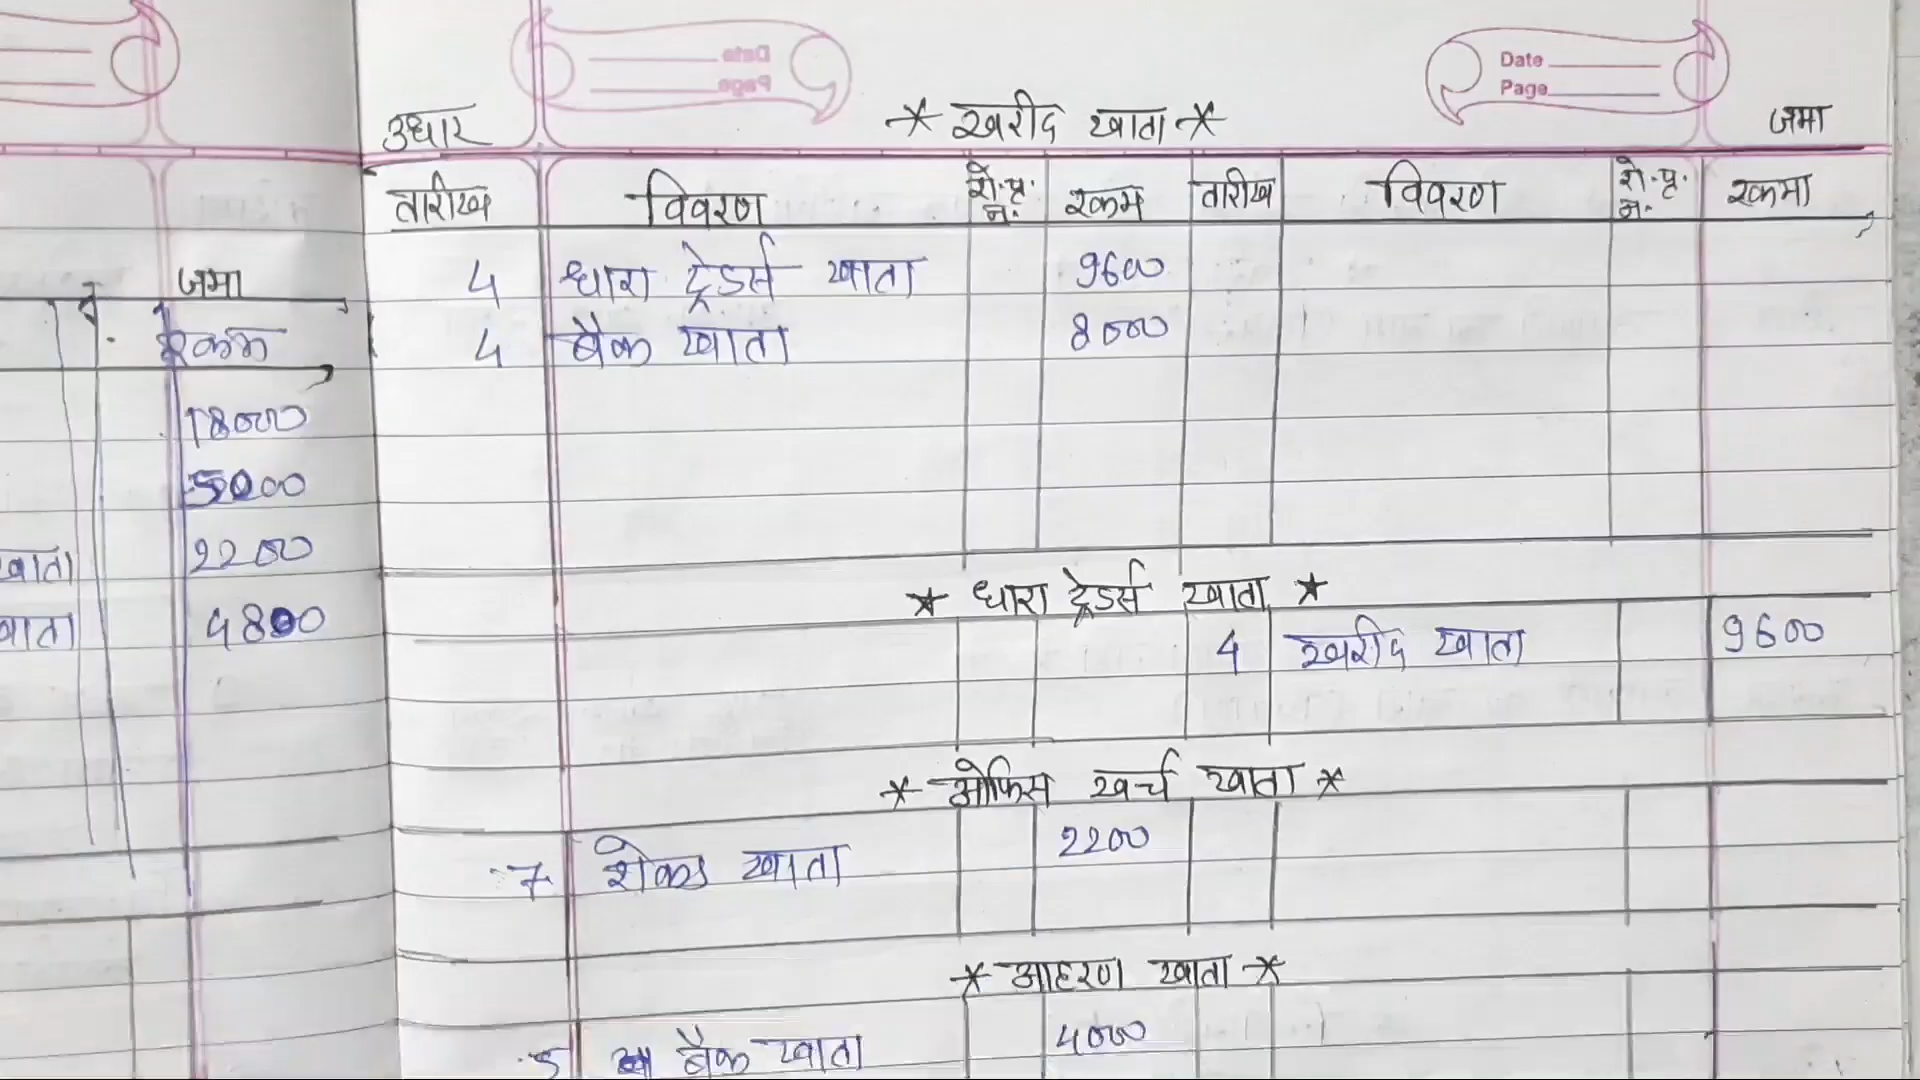 Date
Page
उधार * खरीद खाता * जमा
तारीख विवरण रो.पृ.न. रकम तारीख विवरण रो.पृ.न. रकमा
4 धारा ट्रेडर्स खाता 9600
4 बैक खाता 8000
* धारा ट्रेडर्स खाता *
4 खरीद खाता 9600
* ओफिस खर्च खाता *
7 रोकड खाता 2200
* आहरण खाता *
5 बैक खाता 4000
जमा
रकम
18000
5000
खाता 2200
खाता 4800